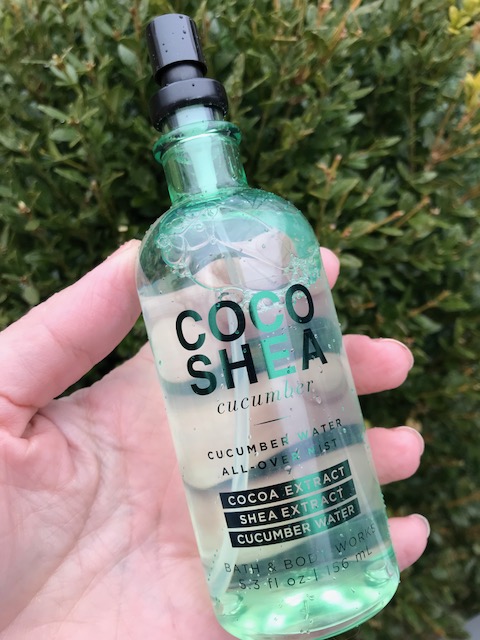 COCO
SHEA
cucumber
CUCUMBER WATER
ALL-OVER MIST
COCOA EXTRACT
SHEA EXTRACT
CUCUMBER WATER
BATH & BODY WORKS
5.3 fl oz | 156 mL